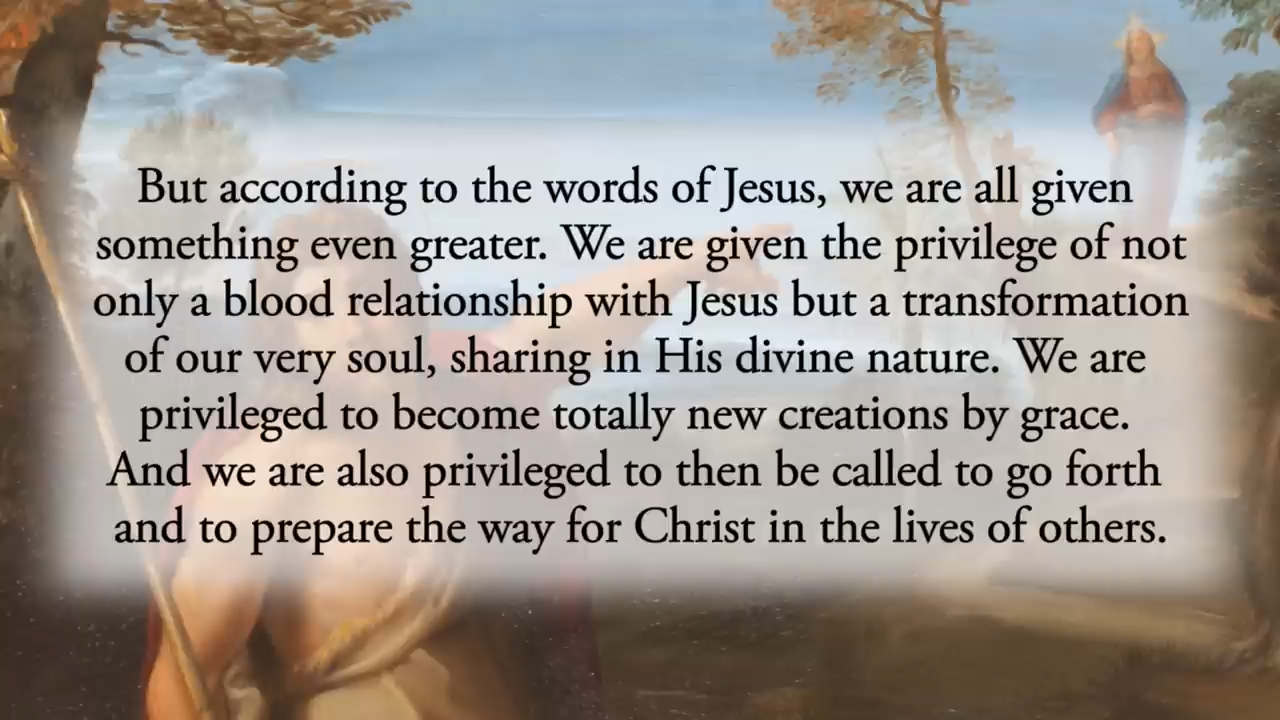 But according to the words of Jesus, we are all given
something even greater. We are given the privilege of not
only a blood relationship with Jesus but a transformation
of our very soul, sharing in His divine nature. We are
privileged to become totally new creations by grace.
And we are also privileged to then be called to go forth
and to prepare the way for Christ in the lives of others.